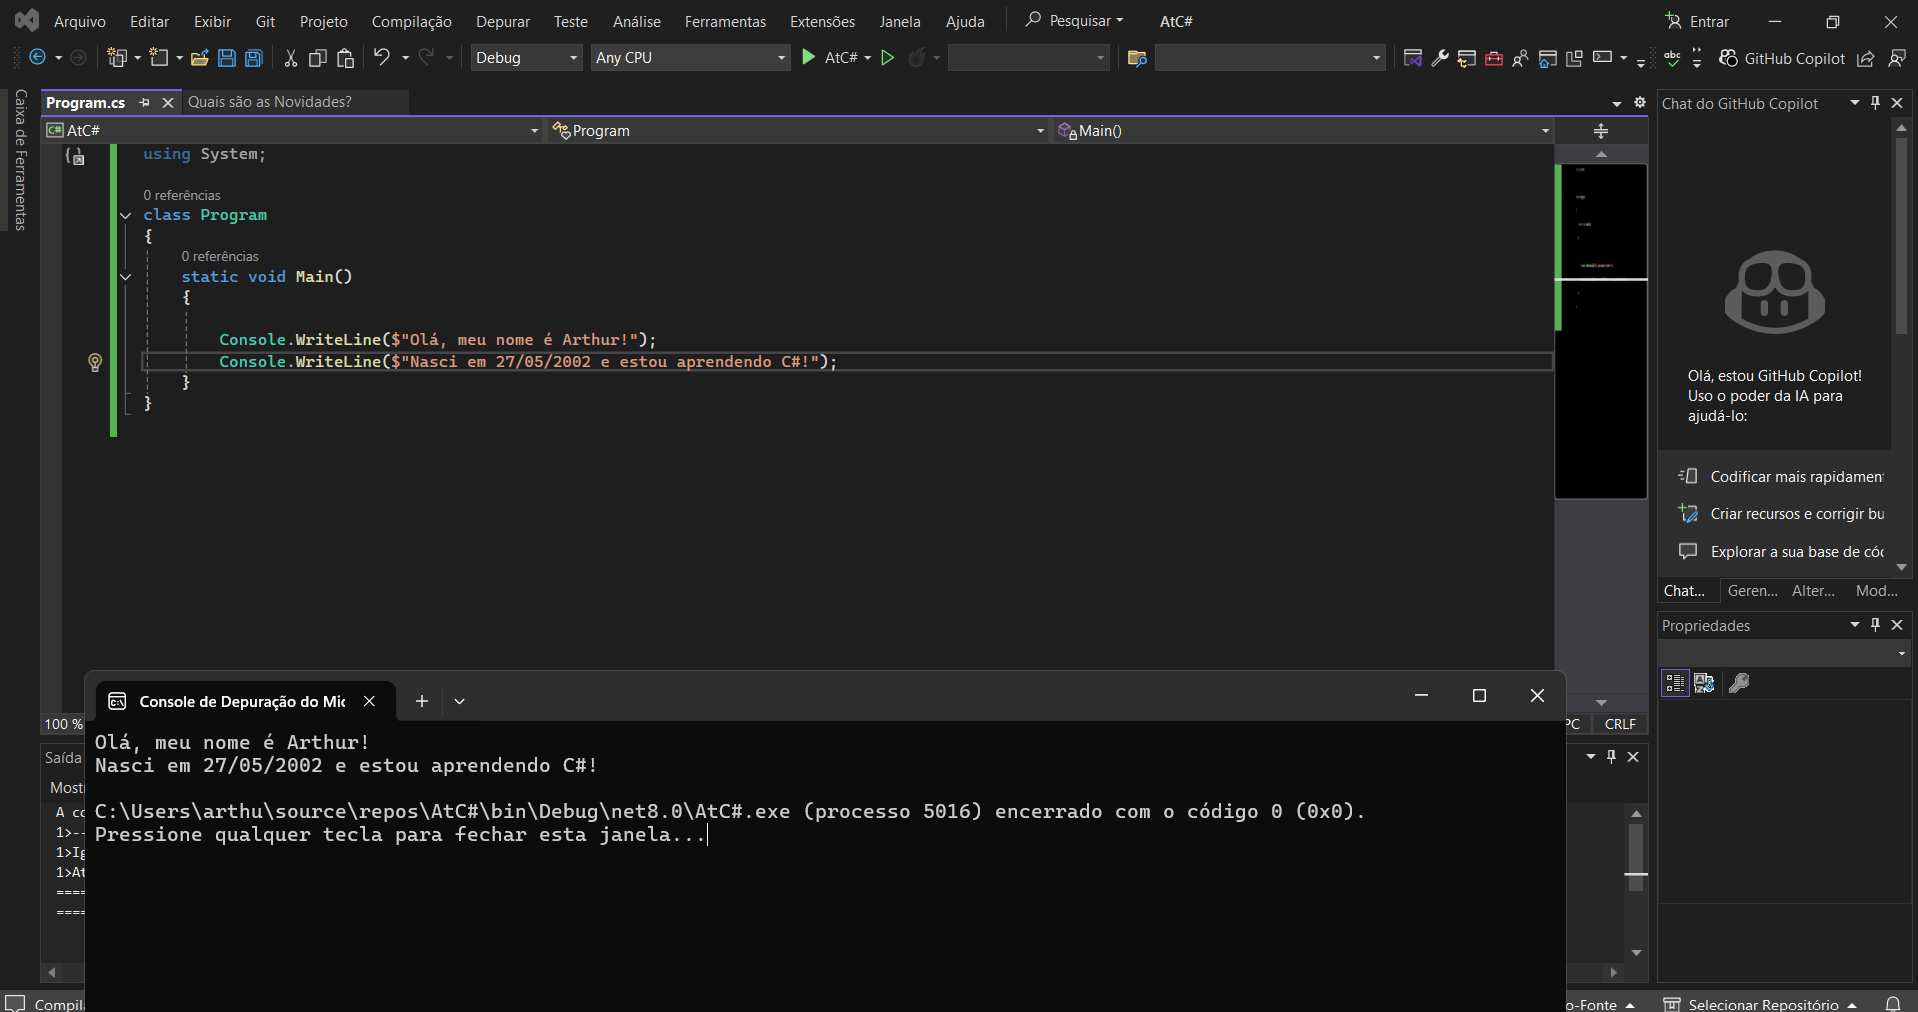 Arquivo Editar Exibir Git Projeto Compilação Depurar Teste Análise Ferramentas Extensões Janela Ajuda Pesquisar AtC# Entrar
Debug Any CPU AtC# GitHub Copilot
Caixa de Ferramentas
Program.cs Quais são as Novidades?
C# AtC# Program Main()
using System;
0 referências
class Program
{
0 referências
static void Main()
{
Console.WriteLine($"Olá, meu nome é Arthur!");
Console.WriteLine($"Nasci em 27/05/2002 e estou aprendendo C#!");
}
}
Chat do GitHub Copilot
Olá, estou GitHub Copilot!
Uso o poder da IA para
ajudá-lo:
Codificar mais rapidamen
Criar recursos e corrigir bu
Explorar a sua base de có
Chat... Geren... Alter... Mod...
Propriedades
100 % PC CRLF
Saída
Most
A co
1>--
1>Ig
1>At
====
====
Console de Depuração do Mic
Olá, meu nome é Arthur!
Nasci em 27/05/2002 e estou aprendendo C#!
C:\Users\arthu\source\repos\AtC#\bin\Debug\net8.0\AtC#.exe (processo 5016) encerrado com o código 0 (0x0).
Pressione qualquer tecla para fechar esta janela...
Compila o-Fonte Selecionar Repositório